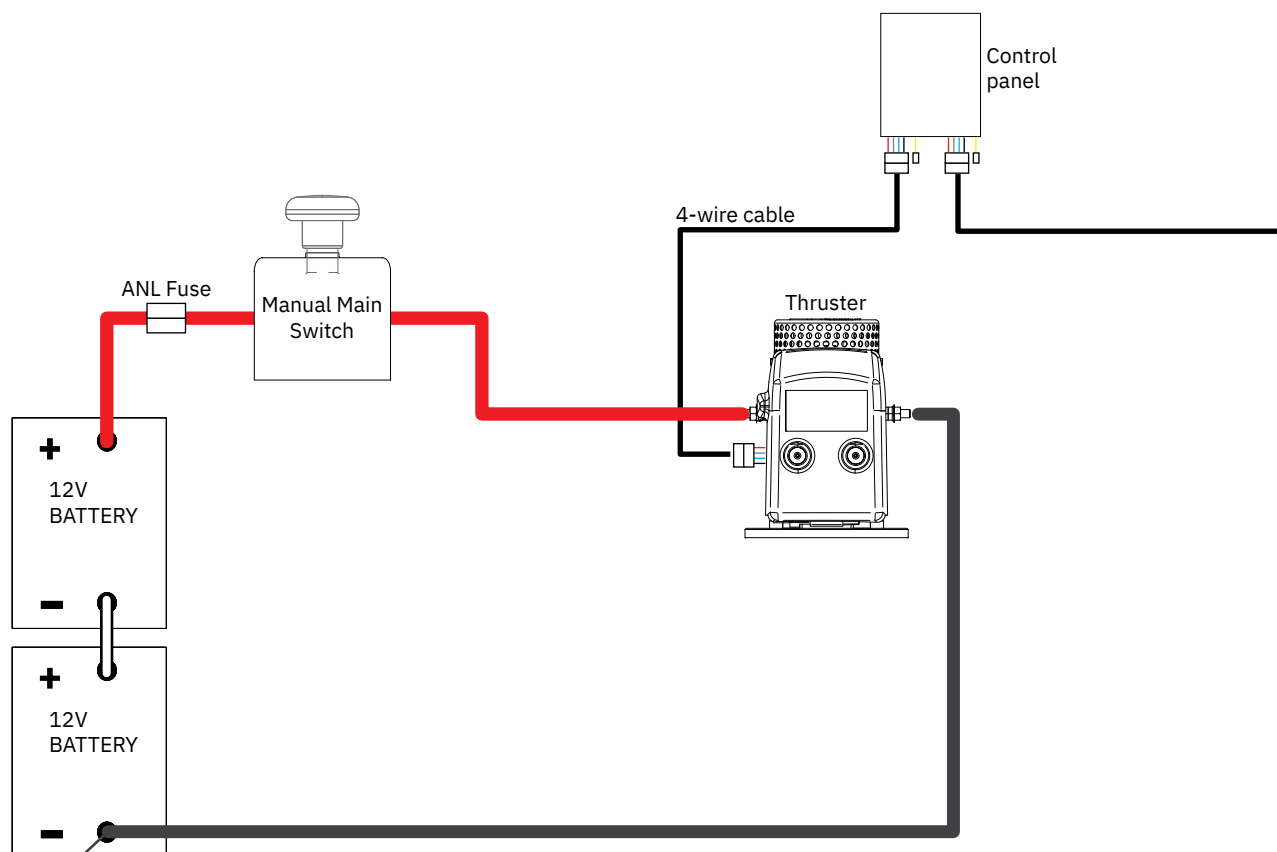 Control
panel
4-wire cable
ANL Fuse
Manual Main
Switch
Thruster
+
12V
BATTERY
-
+
12V
BATTERY
-